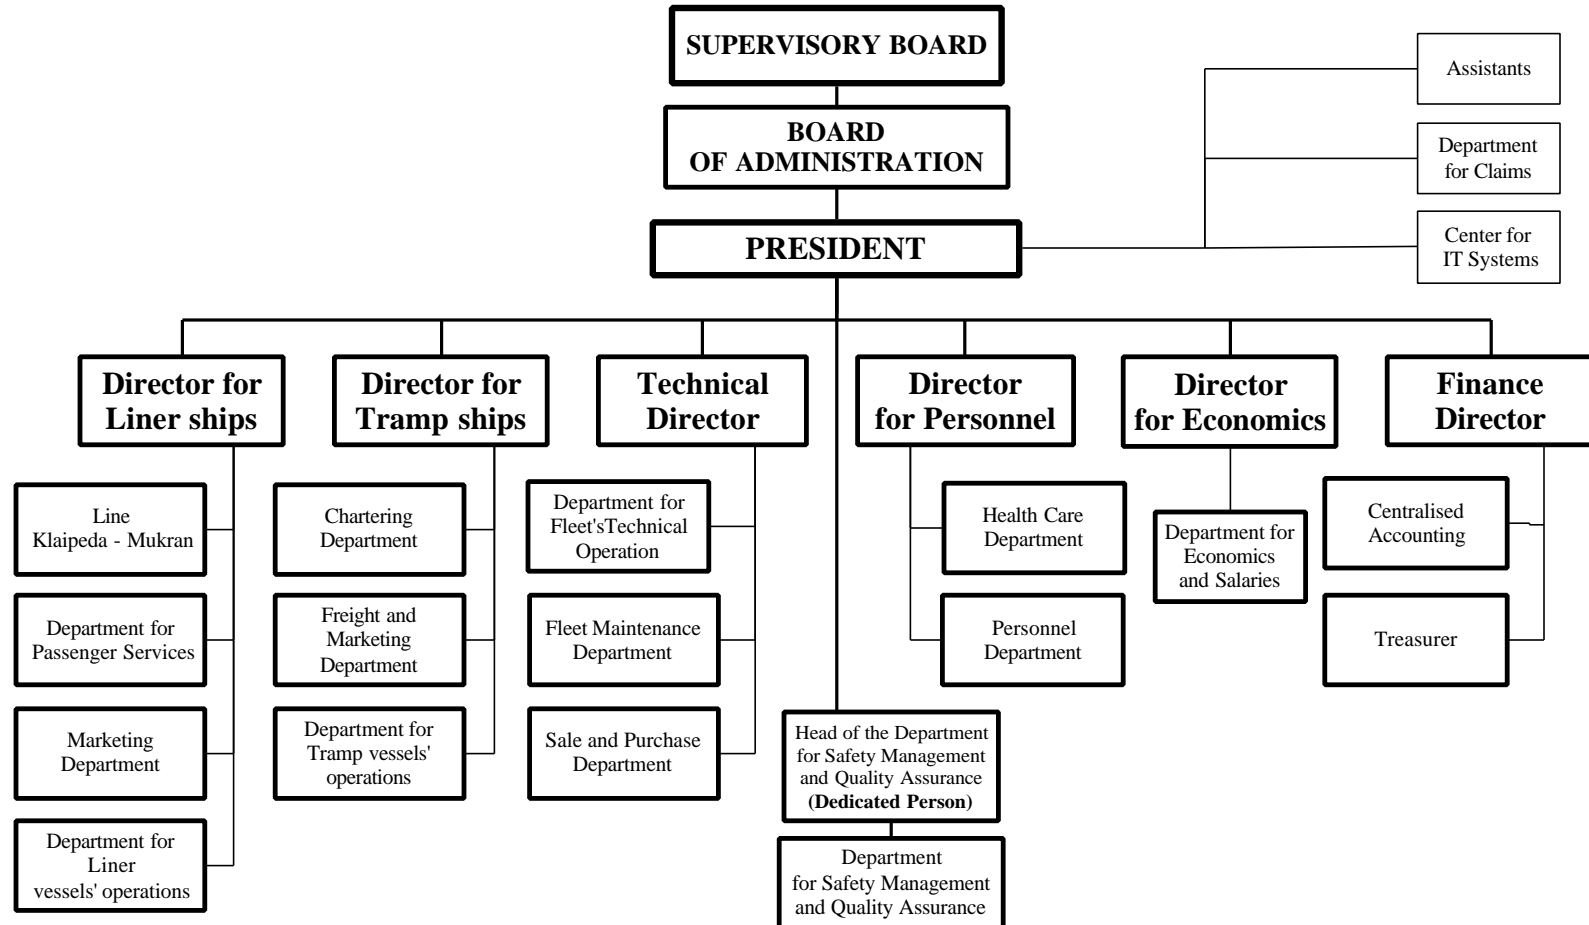 SUPERVISORY BOARD
BOARD
OF ADMINISTRATION
PRESIDENT
Assistants
Department
for Claims
Center for
IT Systems
Director for
Liner ships
Director for
Tramp ships
Technical
Director
Director
for Personnel
Director
for Economics
Finance
Director
Line
Klaipeda - Mukran
Department for
Passenger Services
Marketing
Department
Department for
Liner
vessels' operations
Chartering
Department
Freight and
Marketing
Department
Department for
Tramp vessels'
operations
Department for
Fleet'sTechnical
Operation
Fleet Maintenance
Department
Sale and Purchase
Department
Head of the Department
for Safety Management
and Quality Assurance
(Dedicated Person)
Department
for Safety Management
and Quality Assurance
Health Care
Department
Personnel
Department
Department for
Economics
and Salaries
Centralised
Accounting
Treasurer